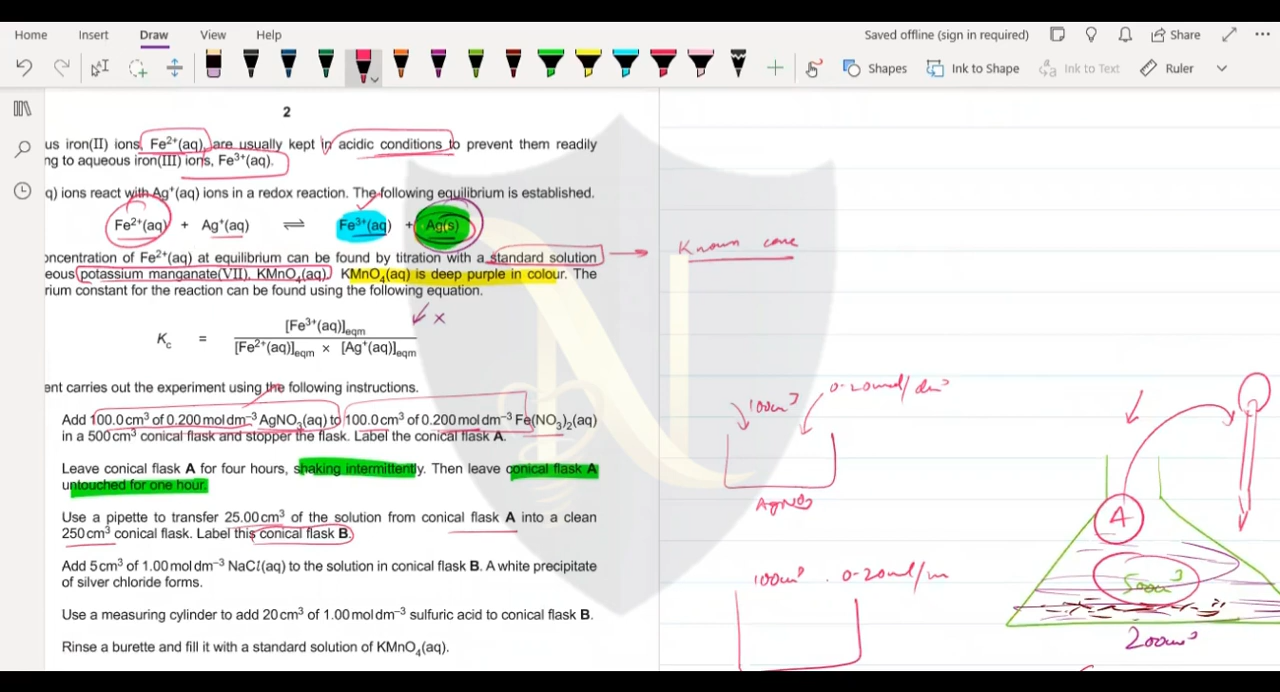 Home Insert Draw View Help Saved offline (sign in required) Share
Shapes Ink to Shape Ink to Text Ruler
2
us iron(II) ions, Fe²⁺(aq), are usually kept in acidic conditions to prevent them readily
ng to aqueous iron(III) ions, Fe³⁺(aq).
q) ions react with Ag⁺(aq) ions in a redox reaction. The following equilibrium is established.
Fe²⁺(aq) + Ag⁺(aq) ⇌ Fe³⁺(aq) + Ag(s)
oncentration of Fe²⁺(aq) at equilibrium can be found by titration with a standard solution
Known conc
eous potassium manganate(VII), KMnO₄(aq). KMnO₄(aq) is deep purple in colour. The
rium constant for the reaction can be found using the following equation.
[Fe³⁺(aq)]eqm
Kc =
[Fe²⁺(aq)]eqm × [Ag⁺(aq)]eqm
ent carries out the experiment using the following instructions.
Add 100.0 cm³ of 0.200 mol dm⁻³ AgNO₃(aq) to 100.0 cm³ of 0.200 mol dm⁻³ Fe(NO₃)₂(aq)
in a 500 cm³ conical flask and stopper the flask. Label the conical flask A.
Leave conical flask A for four hours, shaking intermittently. Then leave conical flask A
untouched for one hour.
Use a pipette to transfer 25.00 cm³ of the solution from conical flask A into a clean
250 cm³ conical flask. Label this conical flask B.
Add 5 cm³ of 1.00 mol dm⁻³ NaCl(aq) to the solution in conical flask B. A white precipitate
of silver chloride forms.
Use a measuring cylinder to add 20 cm³ of 1.00 mol dm⁻³ sulfuric acid to conical flask B.
Rinse a burette and fill it with a standard solution of KMnO₄(aq).
100cm³ 0.20mol/dm³
AgNO3
100cm³ 0.20mol/m
A
500cm³
200cm³